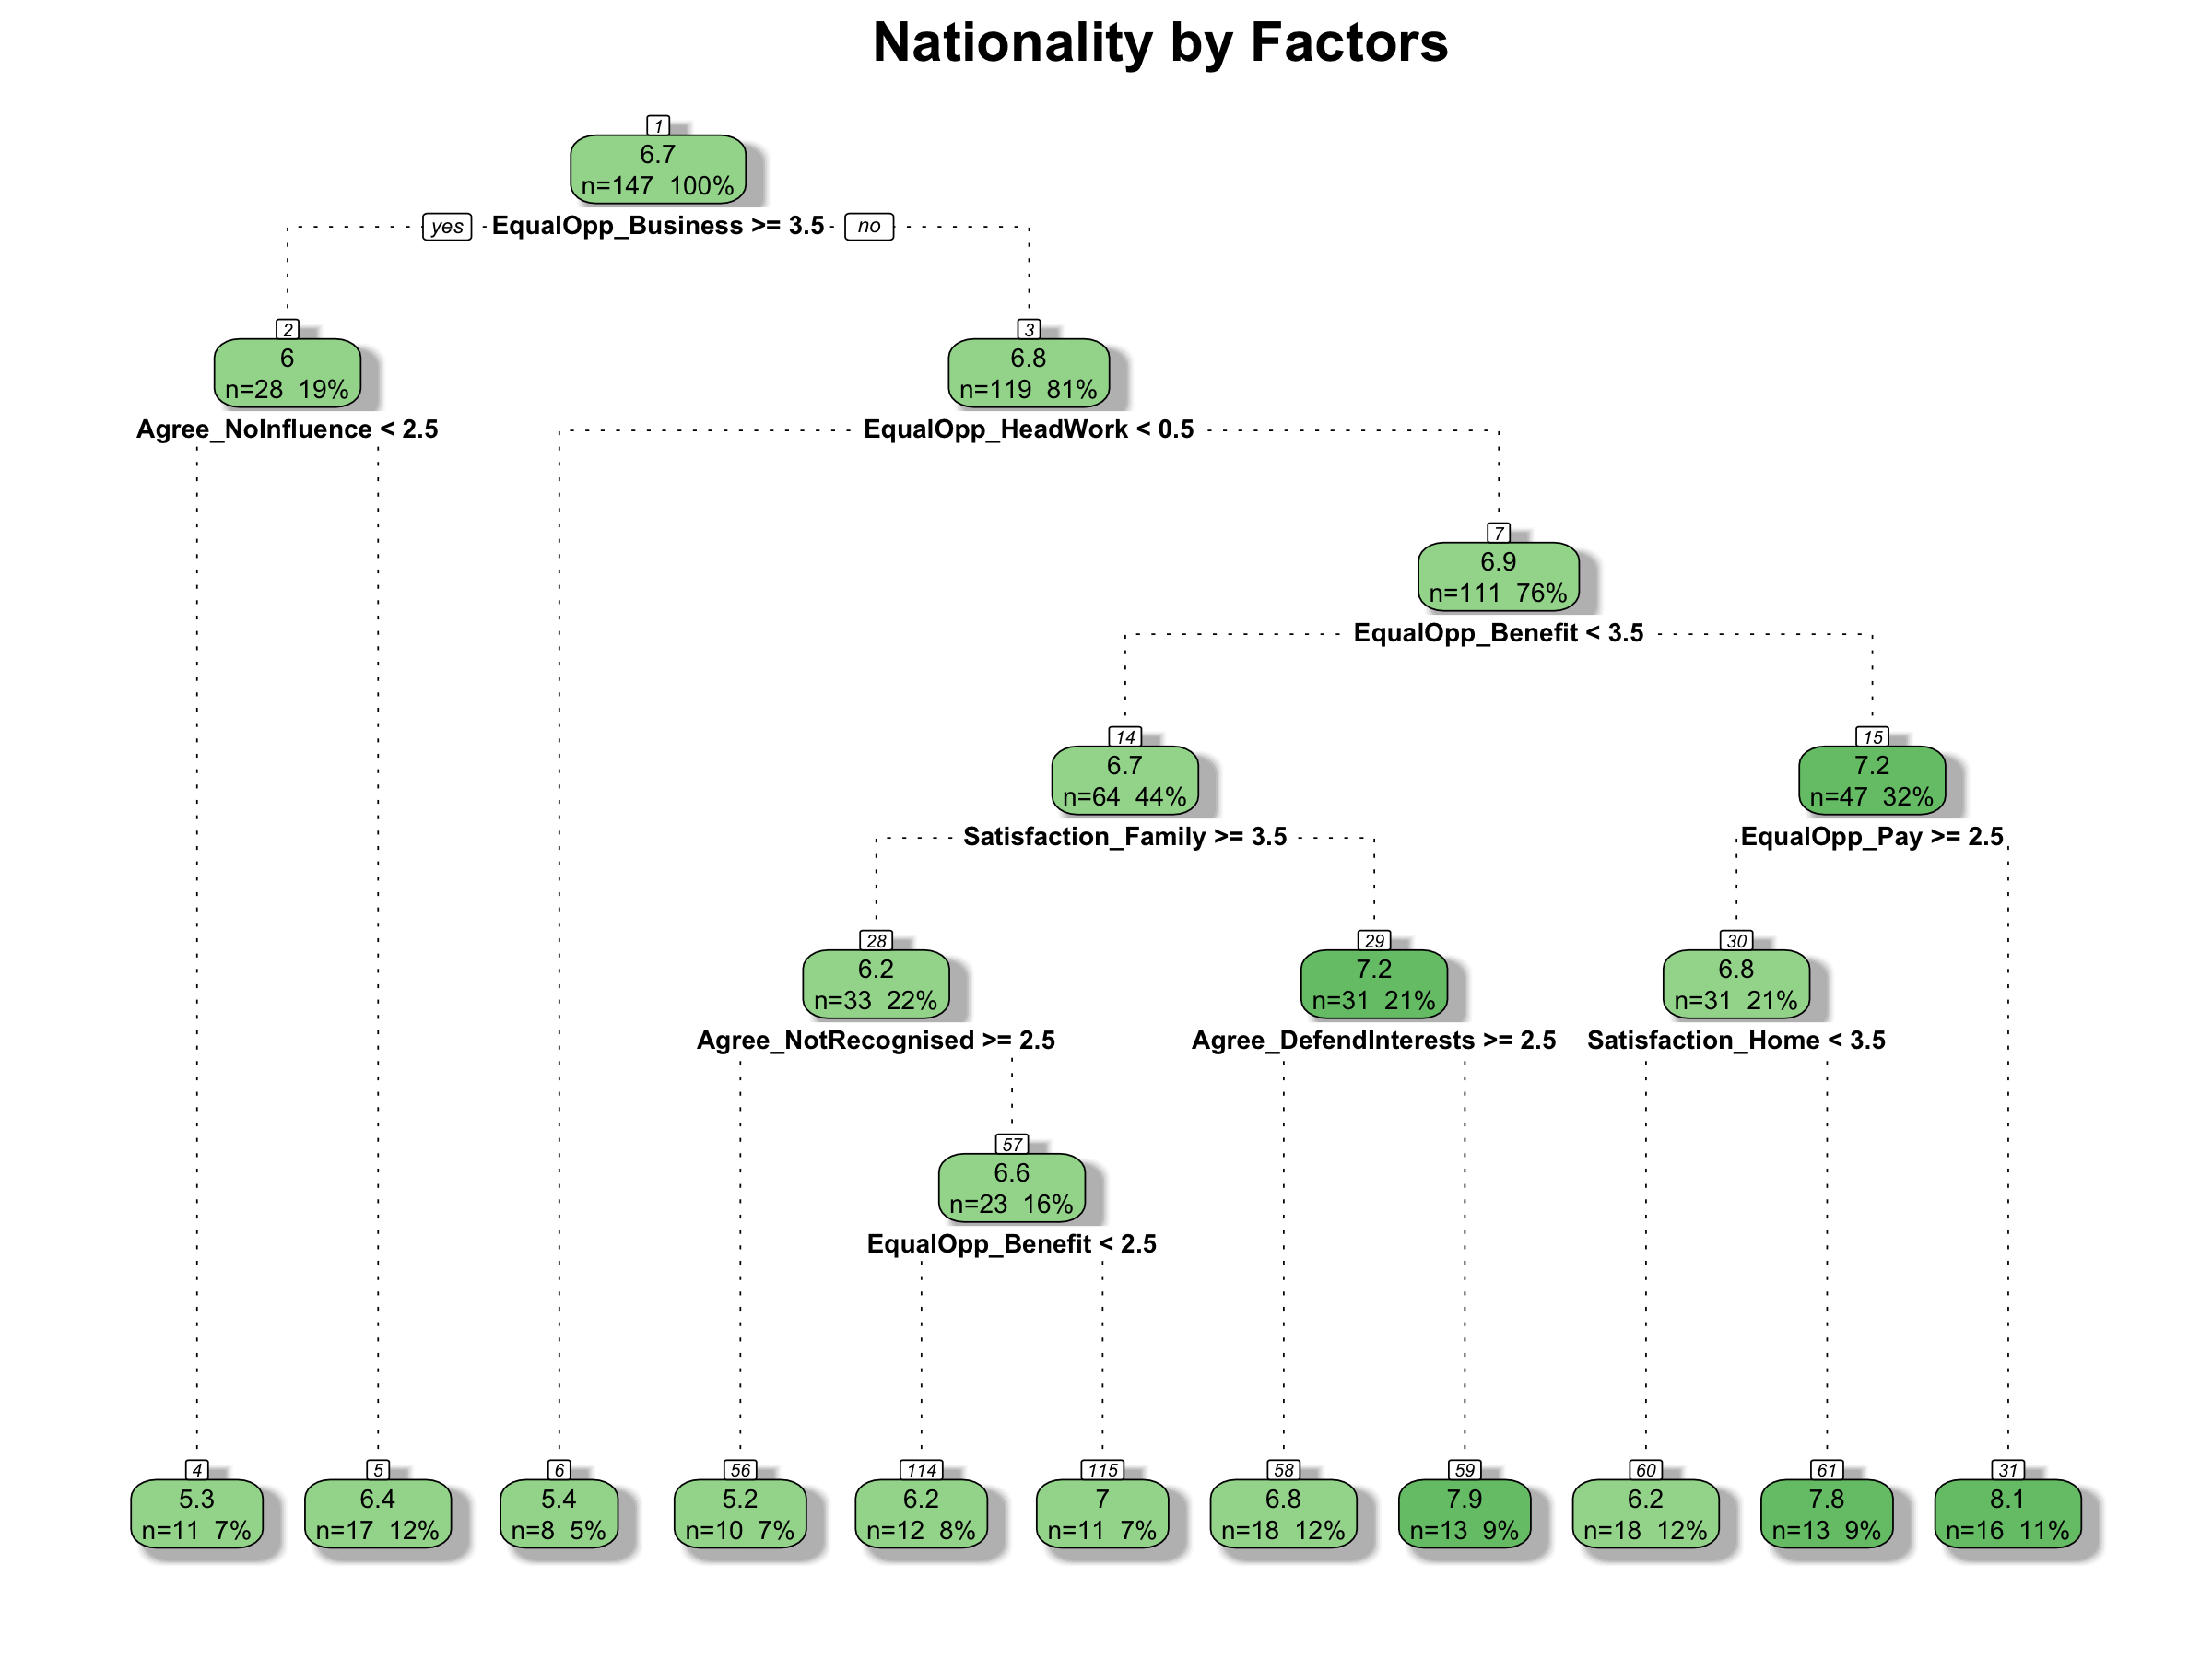 Nationality by Factors
1
6.7
n=147 100%
yes EqualOpp_Business >= 3.5 no
2
6
n=28 19%
3
6.8
n=119 81%
Agree_NoInfluence < 2.5
EqualOpp_HeadWork < 0.5
7
6.9
n=111 76%
EqualOpp_Benefit < 3.5
14
6.7
n=64 44%
15
7.2
n=47 32%
Satisfaction_Family >= 3.5
EqualOpp_Pay >= 2.5
28
6.2
n=33 22%
29
7.2
n=31 21%
30
6.8
n=31 21%
Agree_NotRecognised >= 2.5
Agree_DefendInterests >= 2.5
Satisfaction_Home < 3.5
57
6.6
n=23 16%
EqualOpp_Benefit < 2.5
4
5.3
n=11 7%
5
6.4
n=17 12%
6
5.4
n=8 5%
56
5.2
n=10 7%
114
6.2
n=12 8%
115
7
n=11 7%
58
6.8
n=18 12%
59
7.9
n=13 9%
60
6.2
n=18 12%
61
7.8
n=13 9%
31
8.1
n=16 11%